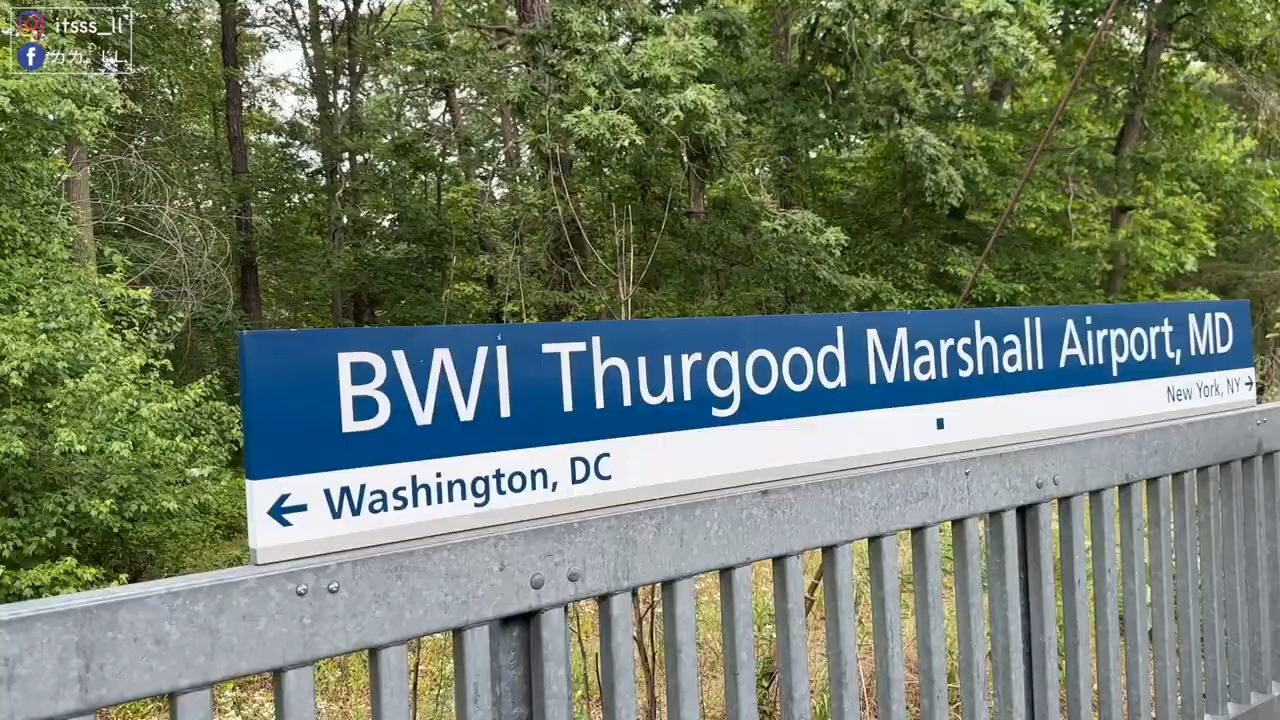 itsss_ll
BWI Thurgood Marshall Airport, MD
New York, NY →
← Washington, DC